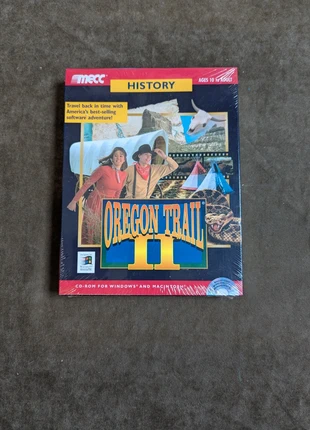 mecc
HISTORY
AGES 10 to ADULT
Travel back in time with
America's best-selling
software adventure!
OREGON TRAIL
II
CD-ROM FOR WINDOWS AND MACINTOSH